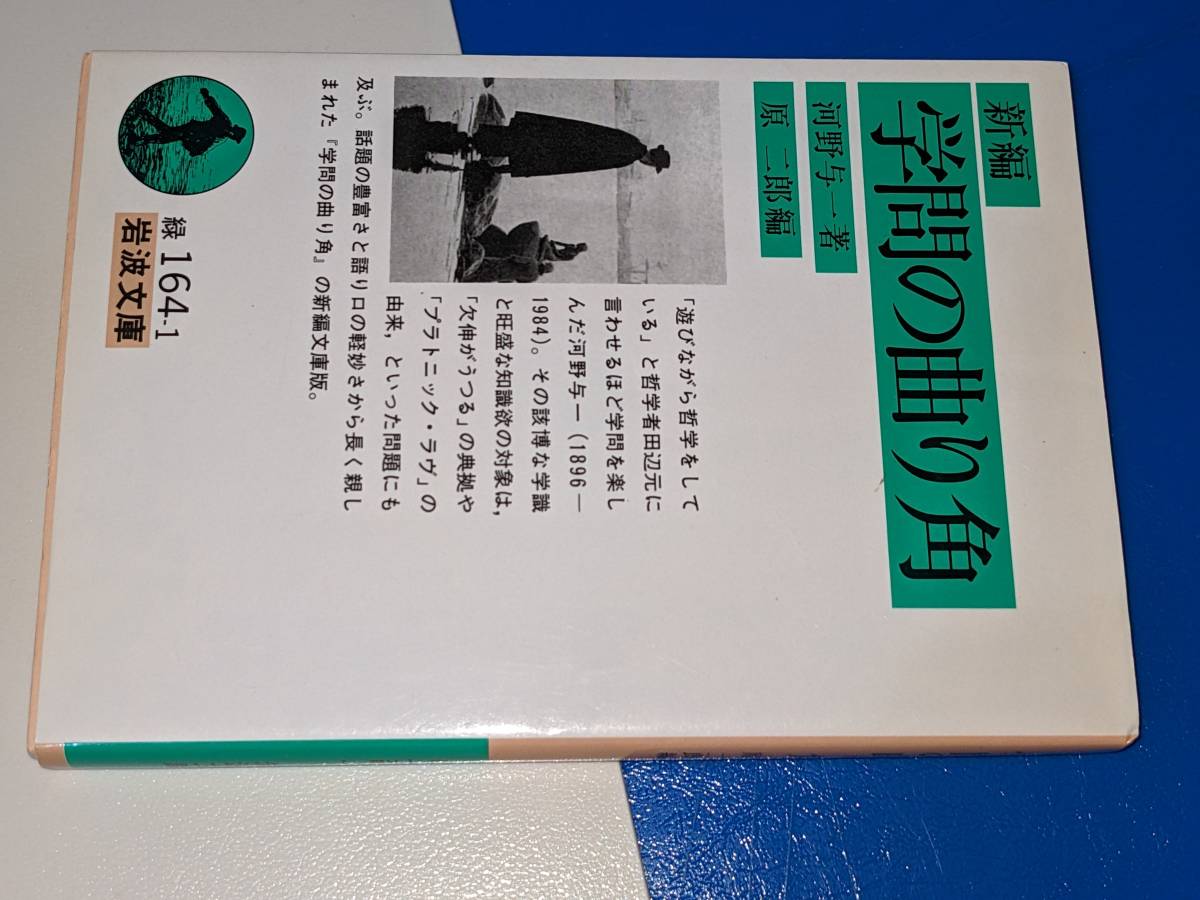 新編
学問の曲り角
河野与一著
原 二郎編
「遊びながら哲学をして
いる」と哲学者田辺元に
言わせるほど学問を楽し
んだ河野与一(1896―
1984)。その該博な学識
と旺盛な知識欲の対象は,
「欠伸がうつる」の典拠や
「プラトニック・ラヴ」の
由来,といった問題にも
及ぶ。話題の豊富さと語り口の軽妙さから長く親し
まれた『学問の曲り角』の新編文庫版。
緑 164-1
岩波文庫